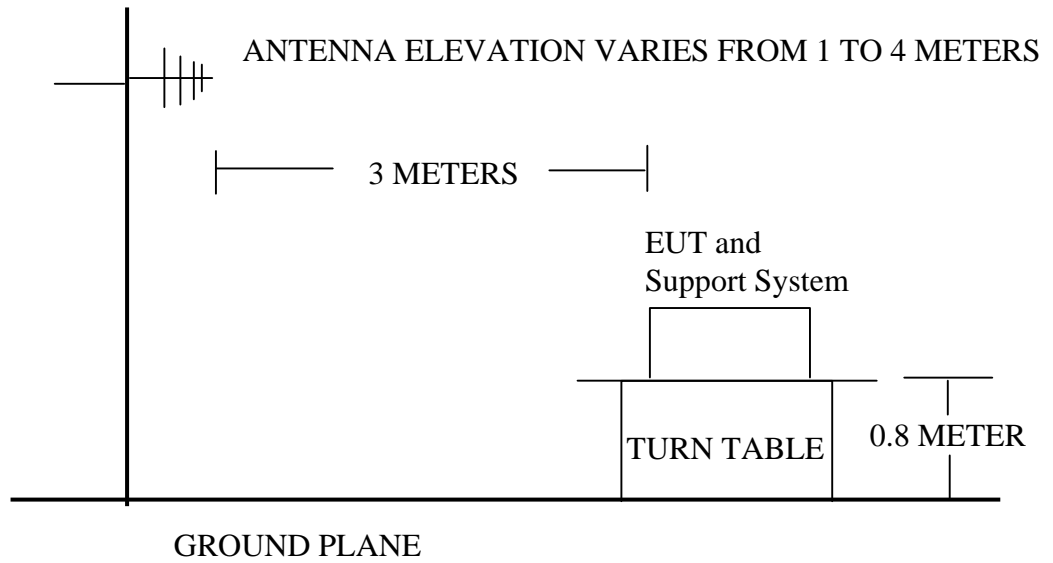 ANTENNA ELEVATION VARIES FROM 1 TO 4 METERS
3 METERS
EUT and
Support System
TURN TABLE
0.8 METER
GROUND PLANE